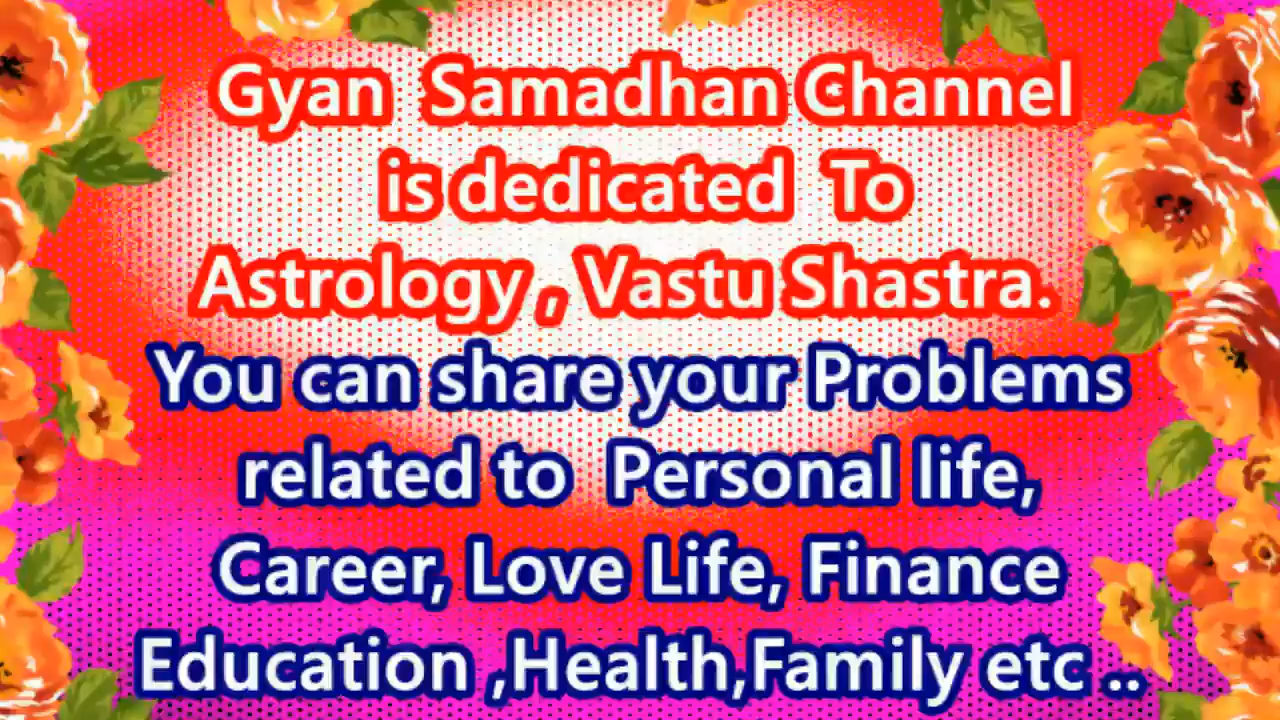 Gyan Samadhan Channel
is dedicated To
Astrology , Vastu Shastra.
You can share your Problems
related to Personal life,
Career, Love Life, Finance
Education ,Health,Family etc ..